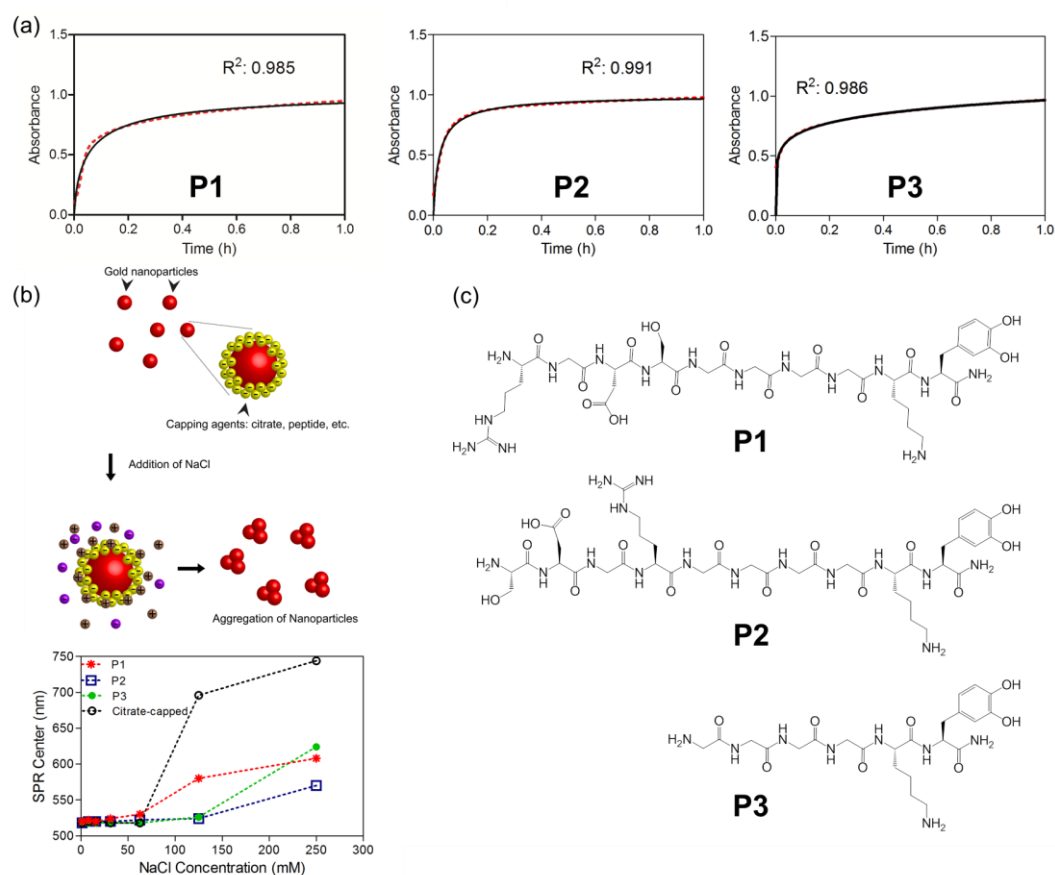 (a)
R²: 0.985
P1
Absorbance
Time (h)
0.0
0.5
1.0
1.5
0.0 0.2 0.4 0.6 0.8 1.0
R²: 0.991
P2
Absorbance
Time (h)
0.0
0.5
1.0
1.5
0.0 0.2 0.4 0.6 0.8 1.0
R²: 0.986
P3
Absorbance
Time (h)
0.0
0.5
1.0
1.5
0.0 0.2 0.4 0.6 0.8 1.0
(b)
Gold nanoparticles
Capping agents: citrate, peptide, etc.
Addition of NaCl
Aggregation of Nanoparticles
P1
P2
P3
Citrate-capped
SPR Center (nm)
750
700
650
600
550
500
0 50 100 150 200 250 300
NaCl Concentration (mM)
(c)
HO
O O O O O OH
OH
H₂N N H N H N H N H N H N H N H N H N H NH₂
O O O O O
OH
HN
H₂N NH
H₂N
P1
H₂N NH
HN
HO O
O O O O O OH
OH
H₂N N H N H N H N H N H N H N H N H N H NH₂
HO O O O O O
H₂N
P2
O O O OH
OH
H₂N N H N H N H N H N H NH₂
O O O
H₂N
P3